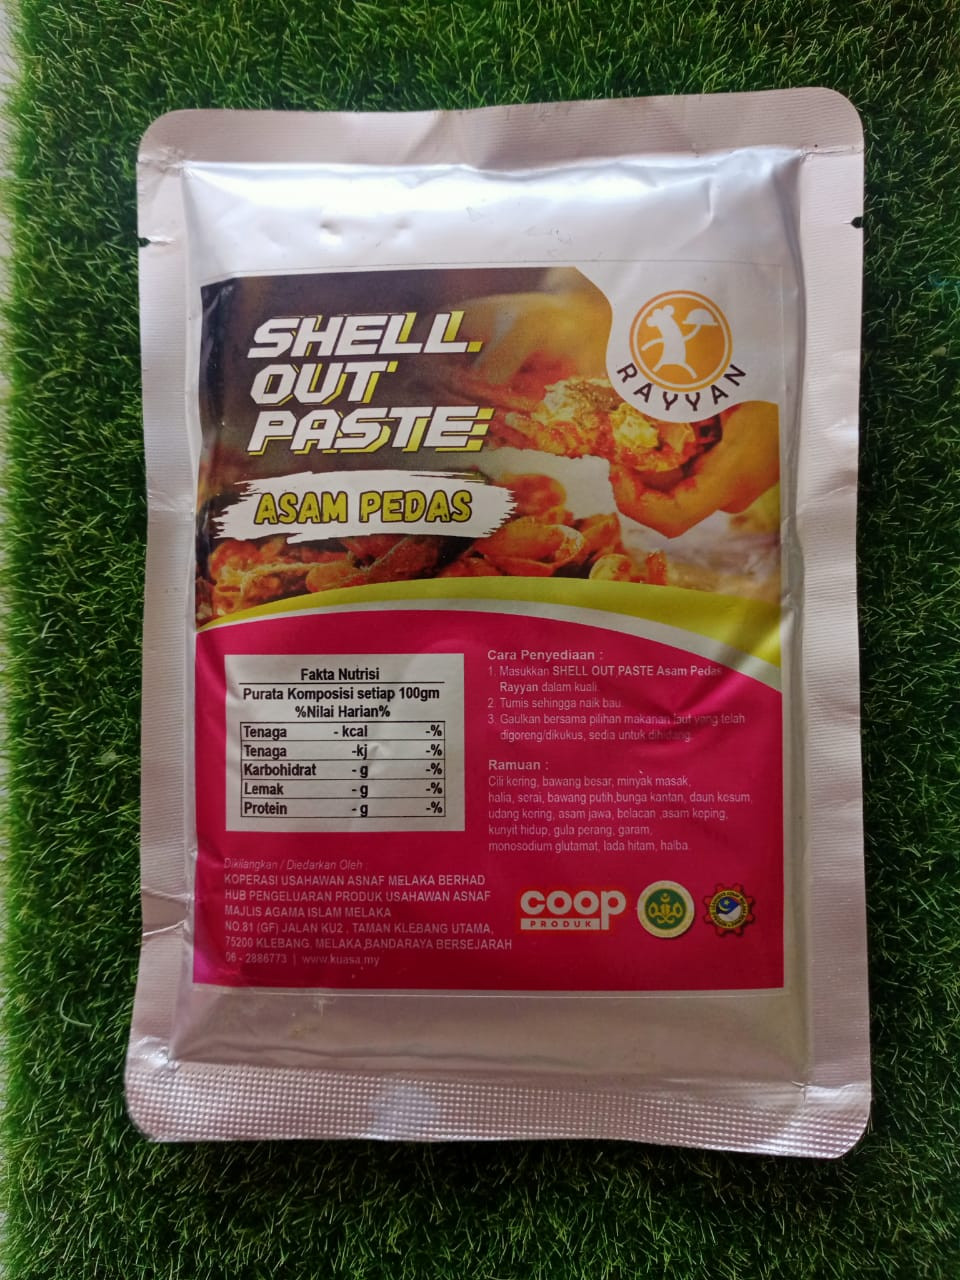 SHELL
OUT
PASTE
ASAM PEDAS
RAYYAN
Fakta Nutrisi
Purata Komposisi setiap 100gm
%Nilai Harian%
Tenaga - kcal -%
Tenaga -kj -%
Karbohidrat - g -%
Lemak - g -%
Protein - g -%
Cara Penyediaan :
1. Masukkan SHELL OUT PASTE Asam Pedas
Rayyan dalam kuali.
2. Tumis sehingga naik bau.
3. Gaulkan bersama pilihan makanan laut yang telah
digoreng/dikukus, sedia untuk dihidang.
Ramuan :
Cili kering, bawang besar, minyak masak,
halia, serai, bawang putih,bunga kantan, daun kesum,
udang kering, asam jawa, belacan ,asam keping,
kunyit hidup, gula perang, garam,
monosodium glutamat, lada hitam, halba.
Dikilangkan / Diedarkan Oleh :
KOPERASI USAHAWAN ASNAF MELAKA BERHAD
HUB PENGELUARAN PRODUK USAHAWAN ASNAF
MAJLIS AGAMA ISLAM MELAKA
NO.81 (GF) JALAN KU2 , TAMAN KLEBANG UTAMA,
75200 KLEBANG, MELAKA,BANDARAYA BERSEJARAH
06 - 2886773 | www.kuasa.my
coop
PRODUK